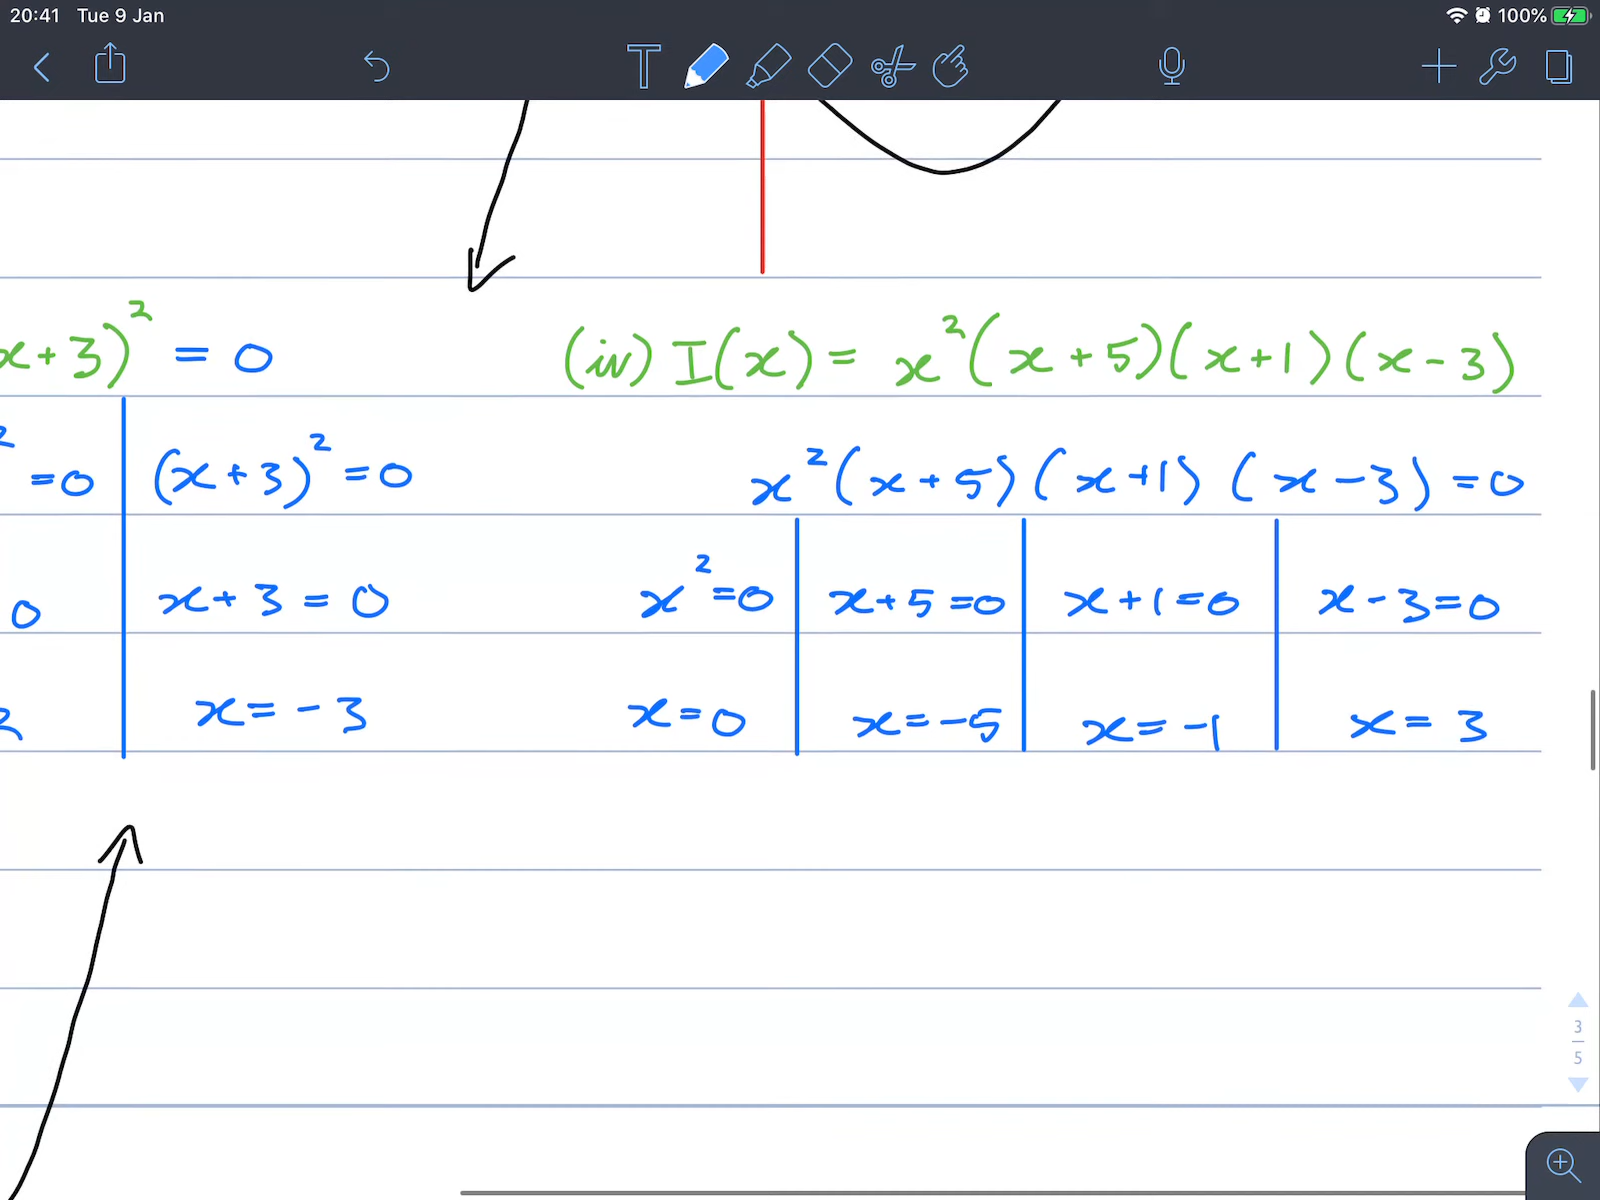 20:41 Tue 9 Jan 100%
x+3)² = 0
(iv) I(x) = x²(x+5)(x+1)(x-3)
² =0 (x+3)² = 0
x²(x+5)(x+1)(x-3) = 0
0 x+3 = 0
x²=0 x+5=0 x+1=0 x-3=0
x=-3
x=0 x=-5 x=-1 x=3
3
5